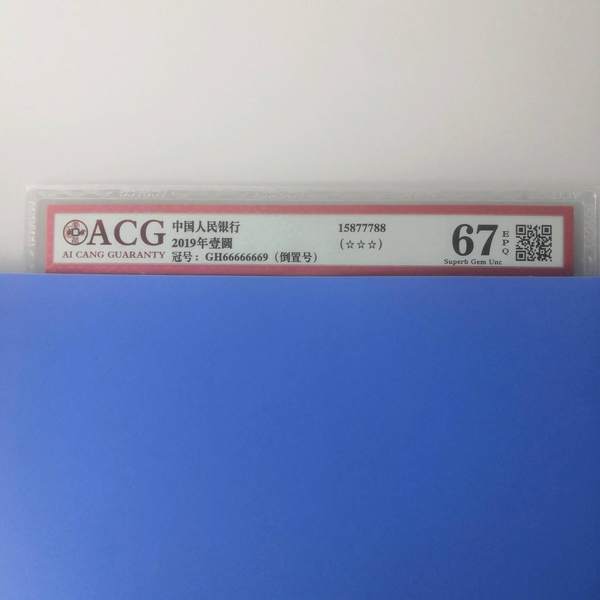 ACG
AI CANG GUARANTY
中国人民银行
2019年壹圓
冠号：GH66666669（倒置号）
15877788
(☆☆☆)
67
EPQ
Superb Gem Unc